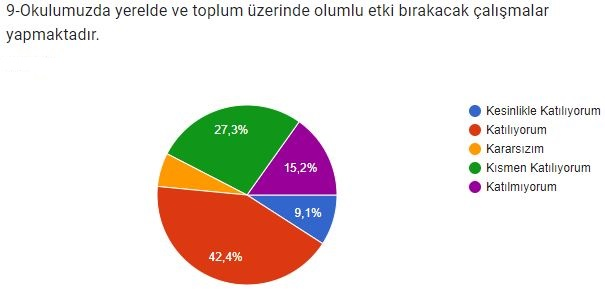 9-Okulumuzda yerelde ve toplum üzerinde olumlu etki bırakacak çalışmalar
yapmaktadır.
27,3%
15,2%
9,1%
42,4%
Kesinlikle Katılıyorum
Katılıyorum
Kararsızım
Kısmen Katılıyorum
Katılmıyorum